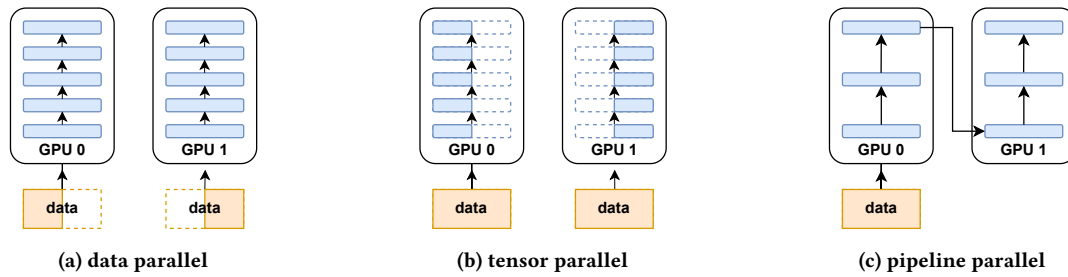 GPU 0 GPU 1
data data
(a) data parallel
GPU 0 GPU 1
data data
(b) tensor parallel
GPU 0 GPU 1
data
(c) pipeline parallel